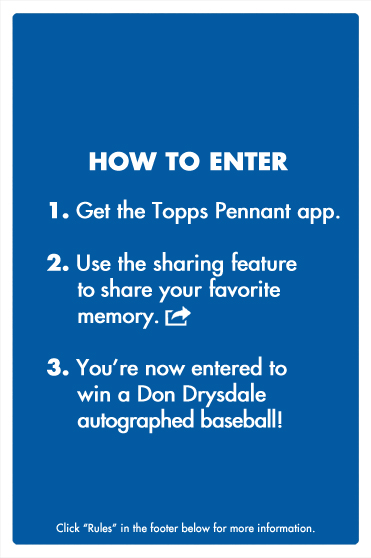 HOW TO ENTER
1. Get the Topps Pennant app.
2. Use the sharing feature
to share your favorite
memory.
3. You’re now entered to
win a Don Drysdale
autographed baseball!
Click “Rules” in the footer below for more information.